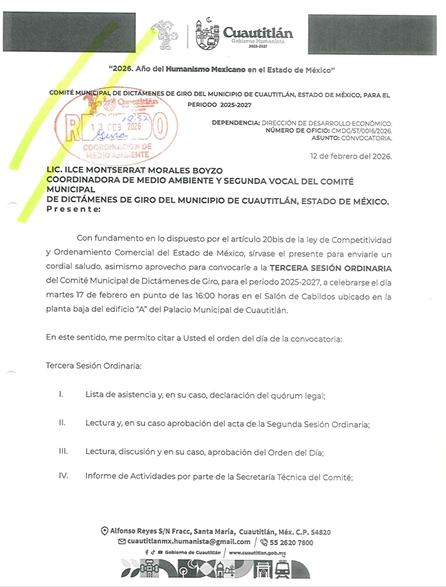 Cuautitlán
Gobierno Humanista
2025-2027
"2026. Año del Humanismo Mexicano en el Estado de México"
COMITÉ MUNICIPAL DE DICTÁMENES DE GIRO DEL MUNICIPIO DE CUAUTITLÁN, ESTADO DE MÉXICO, PARA EL
PERIODO 2025-2027
DEPENDENCIA: DIRECCIÓN DE DESARROLLO ECONÓMICO.
NÚMERO DE OFICIO: CMDG/ST/0016/2026.
ASUNTO: CONVOCATORIA.
Cuautitlán
RECIBIDO
13 FEB 2026
COORDINACIÓN DE
MEDIO AMBIENTE
12 de febrero del 2026.
LIC. ILCE MONTSERRAT MORALES BOYZO
COORDINADORA DE MEDIO AMBIENTE Y SEGUNDA VOCAL DEL COMITÉ
MUNICIPAL
DE DICTÁMENES DE GIRO DEL MUNICIPIO DE CUAUTITLÁN, ESTADO DE MÉXICO.
P r e s e n t e :
Con fundamento en lo dispuesto por el artículo 20bis de la ley de Competitividad
y Ordenamiento Comercial del Estado de México, sírvase el presente para enviarle un
cordial saludo, asimismo aprovecho para convocarle a la TERCERA SESIÓN ORDINARIA
del Comité Municipal de Dictámenes de Giro, para el periodo 2025-2027, a celebrarse el día
martes 17 de febrero en punto de las 16:00 horas en el Salón de Cabildos ubicado en la
planta baja del edificio "A" del Palacio Municipal de Cuautitlán.
En este sentido, me permito citar a Usted el orden del día de la convocatoria:
Tercera Sesión Ordinaria:
I. Lista de asistencia y, en su caso, declaración del quórum legal;
II. Lectura y, en su caso aprobación del acta de la Segunda Sesión Ordinaria;
III. Lectura, discusión y en su caso, aprobación del Orden del Día;
IV. Informe de Actividades por parte de la Secretaría Técnica del Comité;
Alfonso Reyes S/N Fracc, Santa María, Cuautitlán, Méx. C.P. 54820
cuautitlanmx.humanista@gmail.com / 55 2620 7800
Gobierno de Cuautitlán / www.cuautitlan.gob.mx